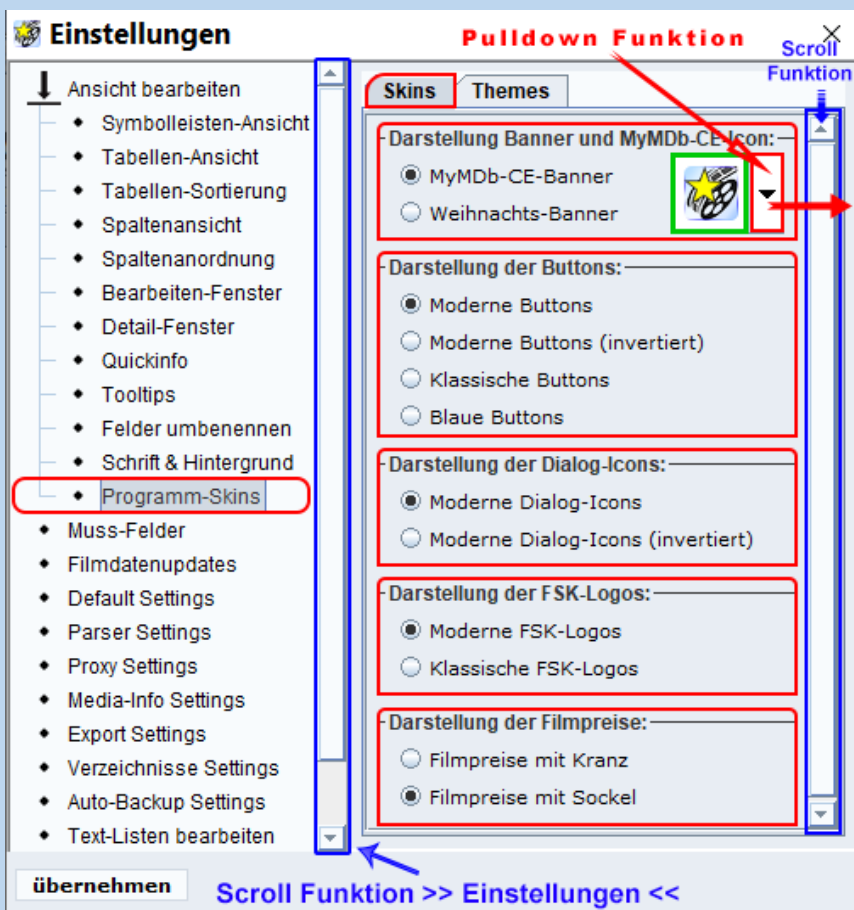 Einstellungen
Pulldown Funktion
Scroll
Funktion
Ansicht bearbeiten
Symbolleisten-Ansicht
Tabellen-Ansicht
Tabellen-Sortierung
Spaltenansicht
Spaltenanordnung
Bearbeiten-Fenster
Detail-Fenster
Quickinfo
Tooltips
Felder umbenennen
Schrift & Hintergrund
Programm-Skins
Muss-Felder
Filmdatenupdates
Default Settings
Parser Settings
Proxy Settings
Media-Info Settings
Export Settings
Verzeichnisse Settings
Auto-Backup Settings
Text-Listen bearbeiten
Skins Themes
Darstellung Banner und MyMDb-CE-Icon:
MyMDb-CE-Banner
Weihnachts-Banner
Darstellung der Buttons:
Moderne Buttons
Moderne Buttons (invertiert)
Klassische Buttons
Blaue Buttons
Darstellung der Dialog-Icons:
Moderne Dialog-Icons
Moderne Dialog-Icons (invertiert)
Darstellung der FSK-Logos:
Moderne FSK-Logos
Klassische FSK-Logos
Darstellung der Filmpreise:
Filmpreise mit Kranz
Filmpreise mit Sockel
übernehmen
Scroll Funktion >> Einstellungen <<